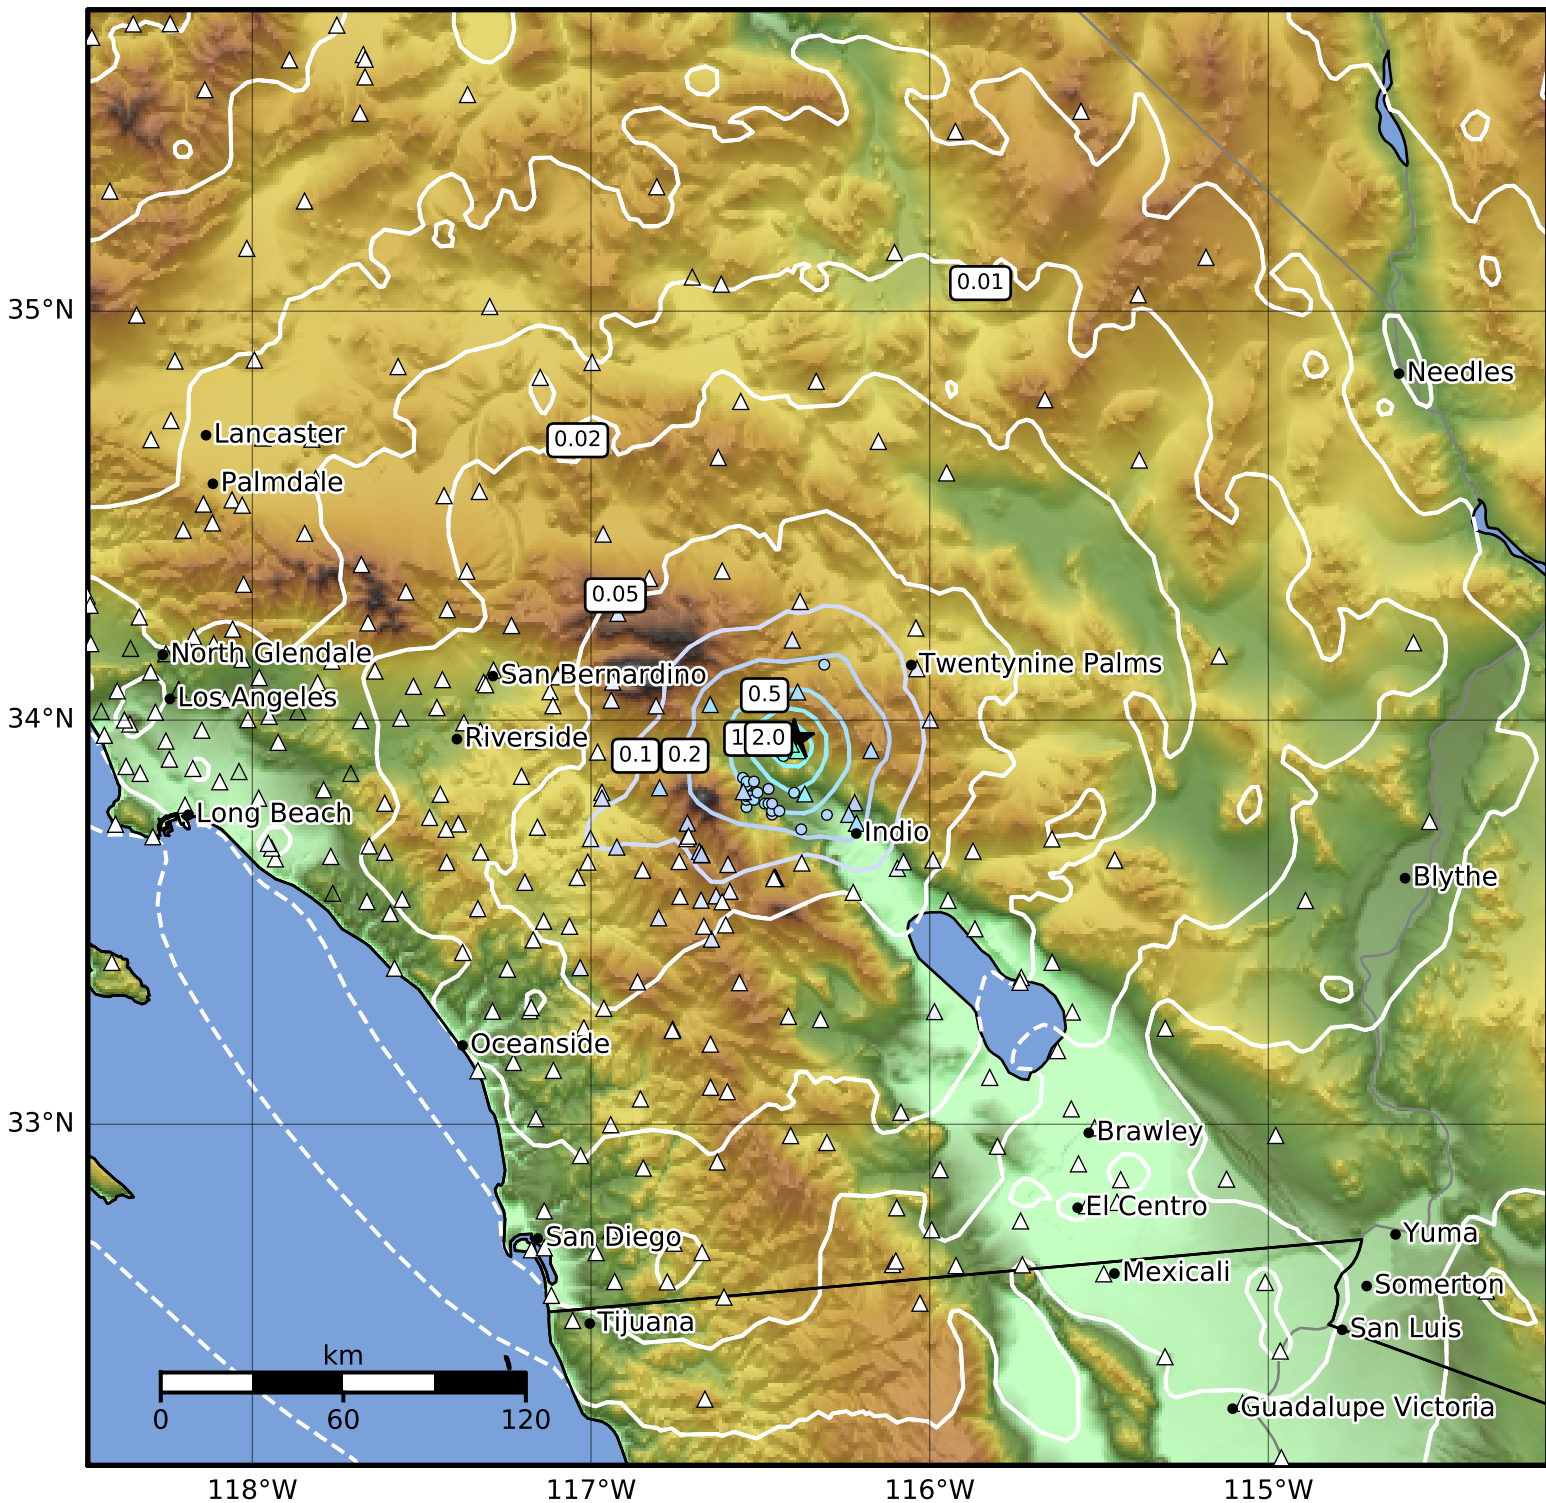 0.01
35°N
Needles
Lancaster
0.02
Palmdale
0.05
North Glendale
Twentynine Palms
San Bernardino
Los Angeles
0.5
34°N
Riverside
2.0
0.1
0.2
Long Beach
Indio
Blythe
Oceanside
33°N
Brawley
El Centro
San Diego
Yuma
Mexicali
Somerton
Tijuana
San Luis
km
0 60 120
Guadalupe Victoria
118°W 117°W 116°W 115°W